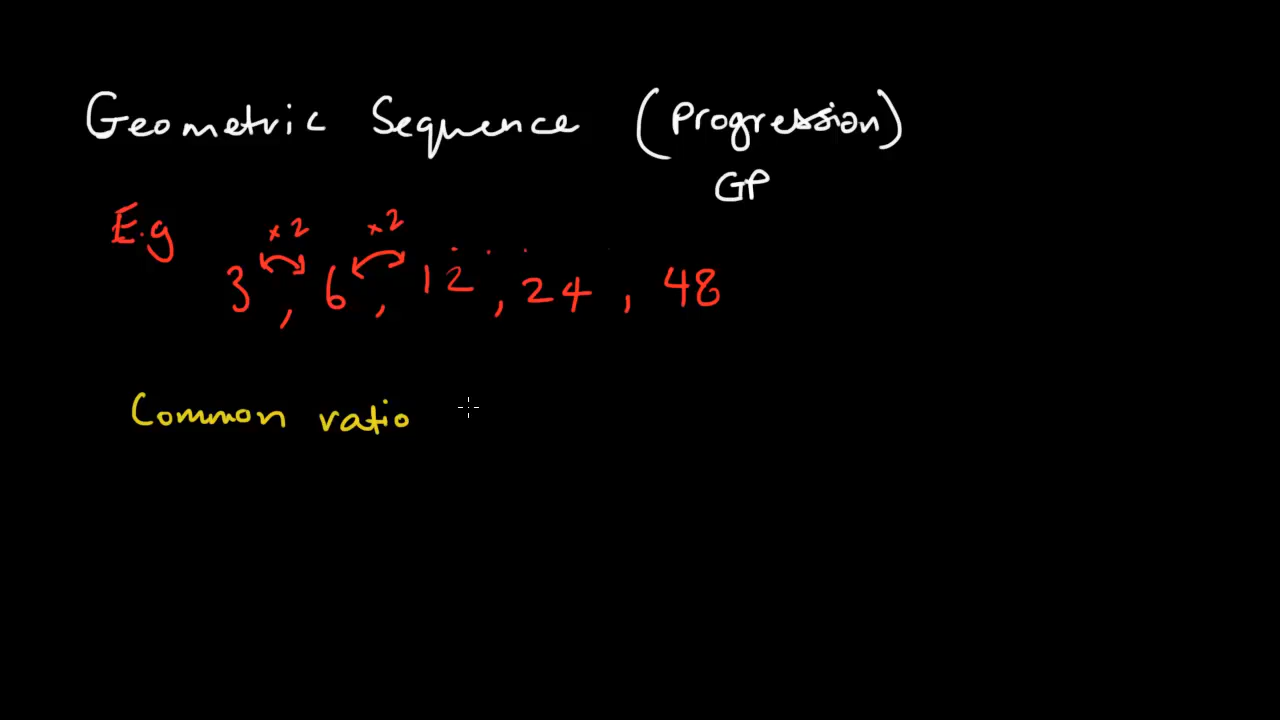 Geometric Sequence (Progression)
GP
E.g
×2 ×2
3, 6, 12, 24, 48
Common ratio